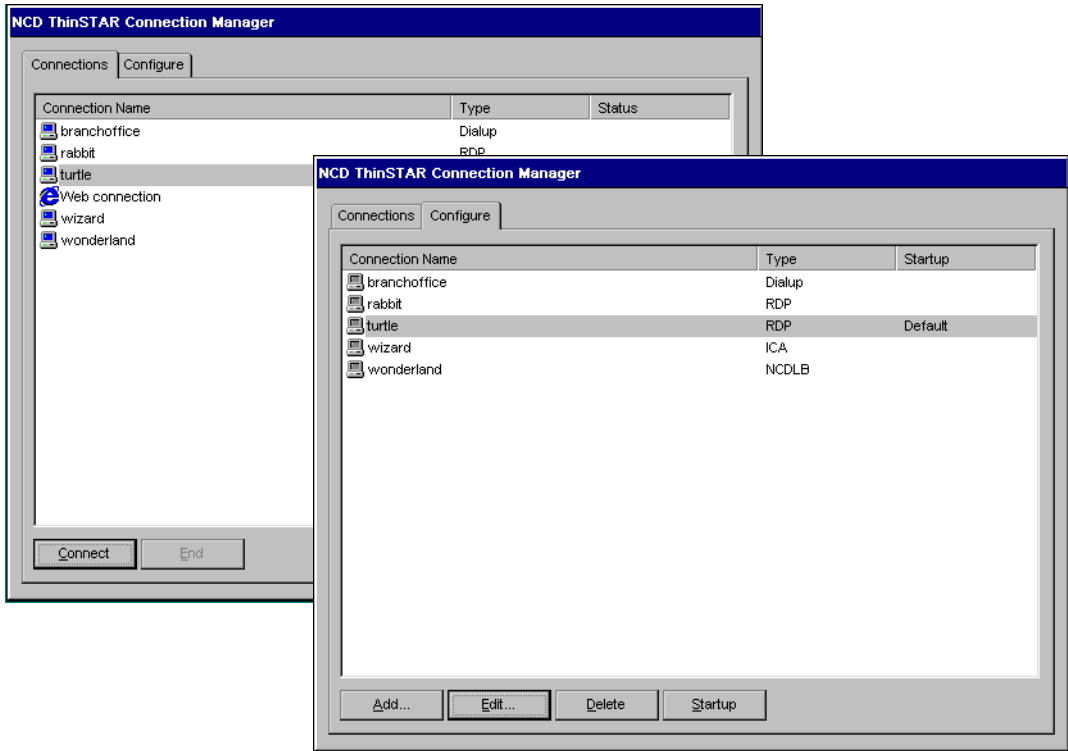 NCD ThinSTAR Connection Manager
Connections Configure
Connection Name Type Status
branchoffice Dialup
rabbit RDP
turtle
Web connection
wizard
wonderland
Connect End
NCD ThinSTAR Connection Manager
Connections Configure
Connection Name Type Startup
branchoffice Dialup
rabbit RDP
turtle RDP Default
wizard ICA
wonderland NCDLB
Add... Edit... Delete Startup